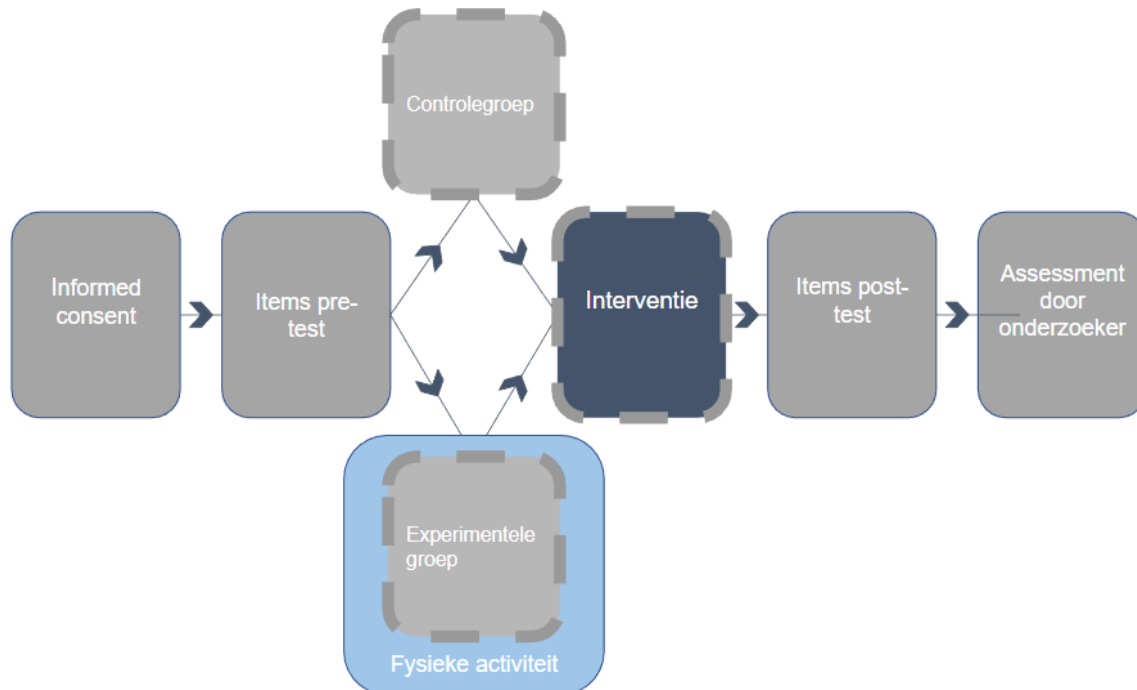 Controlegroep
Informed
consent
Items pre-
test
Interventie
Items post-
test
Assessment
door
onderzoeker
Experimentele
groep
Fysieke activiteit